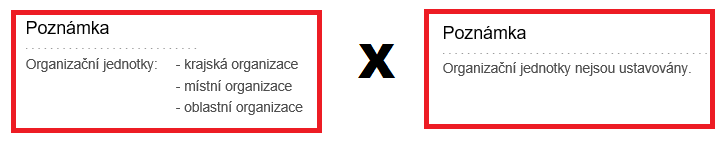 Poznámka
Organizační jednotky: - krajská organizace
- místní organizace
- oblastní organizace
X
Poznámka
Organizační jednotky nejsou ustavovány.